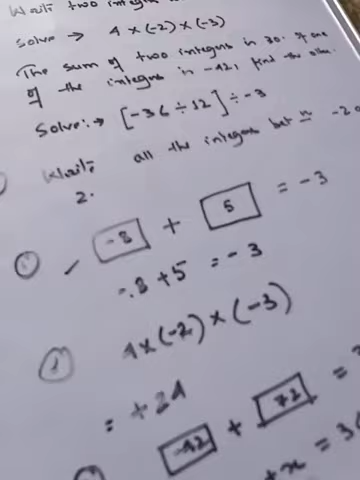 Write two
Solve → 4 × (-2) × (-3)
The sum of two integers is 30. If one
of the integers is -42, find the other.
Solve :→ [-36 ÷ 12] ÷ -3
Write all the integers betn -2
2.
-8 + 5 = -3
-8 + 5 = -3
4 × (-2) × (-3)
= +24
-42 + 72 =
+ x =